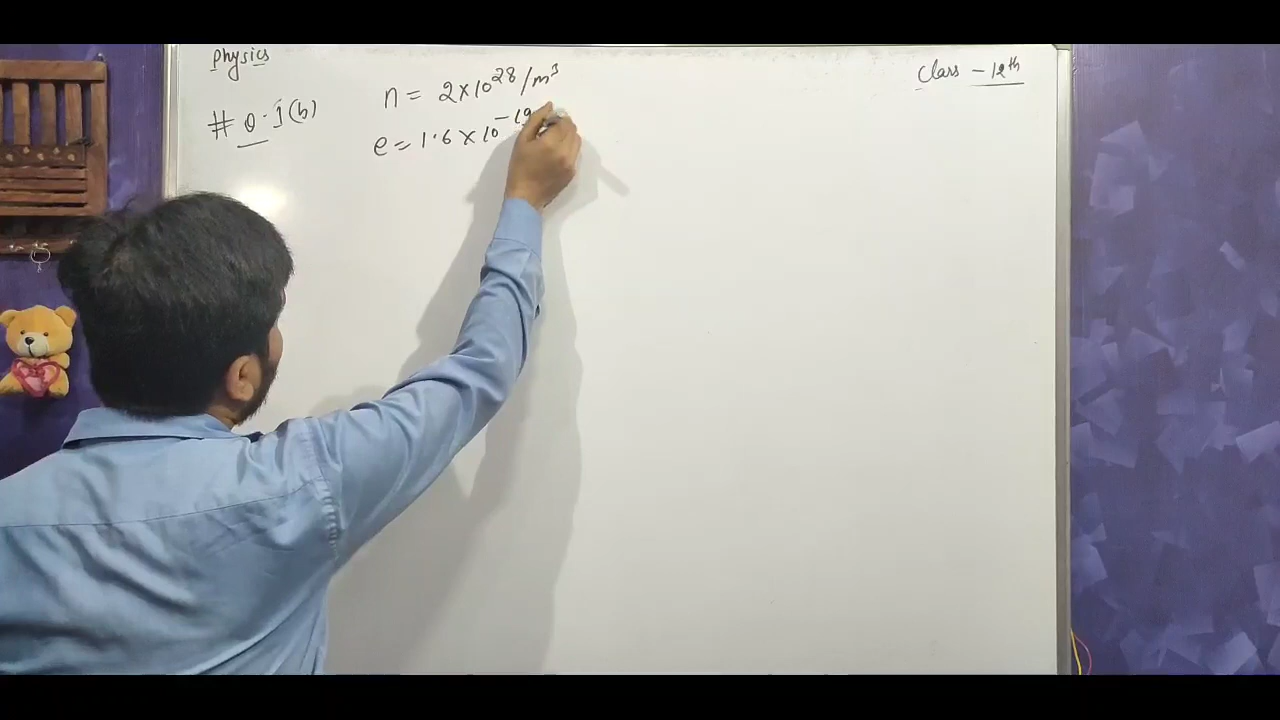 Physics
Class - 12th
# Q.1(b)
n = 2×10²⁸/m³
e = 1.6×10⁻¹⁹